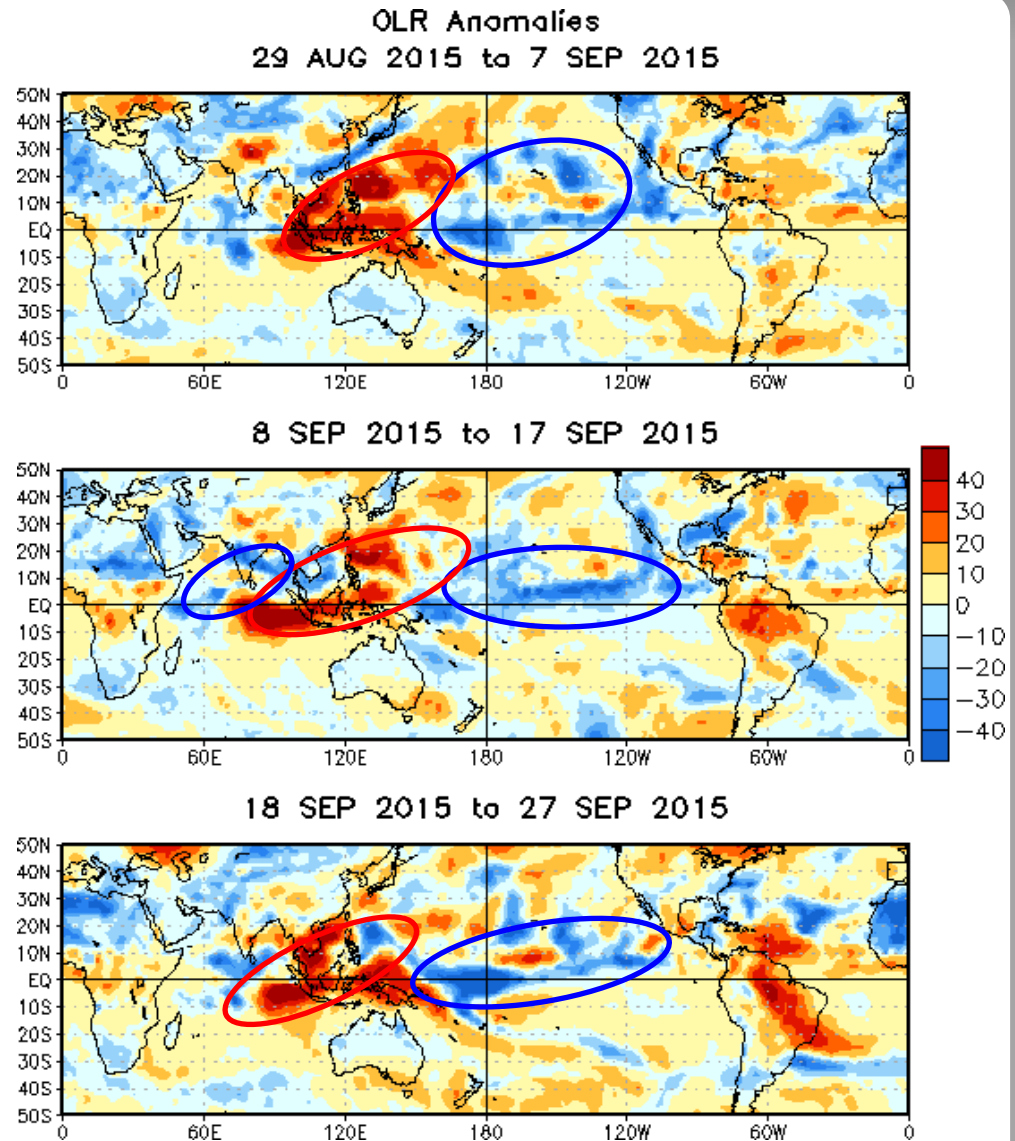 OLR Anomalies
29 AUG 2015 to 7 SEP 2015
50N
40N
30N
20N
10N
EQ
10S
20S
30S
40S
50S
0 60E 120E 180 120W 60W 0
8 SEP 2015 to 17 SEP 2015
50N
40N
30N
20N
10N
EQ
10S
20S
30S
40S
50S
0 60E 120E 180 120W 60W 0
40
30
20
10
0
−10
−20
−30
−40
18 SEP 2015 to 27 SEP 2015
50N
40N
30N
20N
10N
EQ
10S
20S
30S
40S
50S
0 60E 120E 180 120W 60W 0